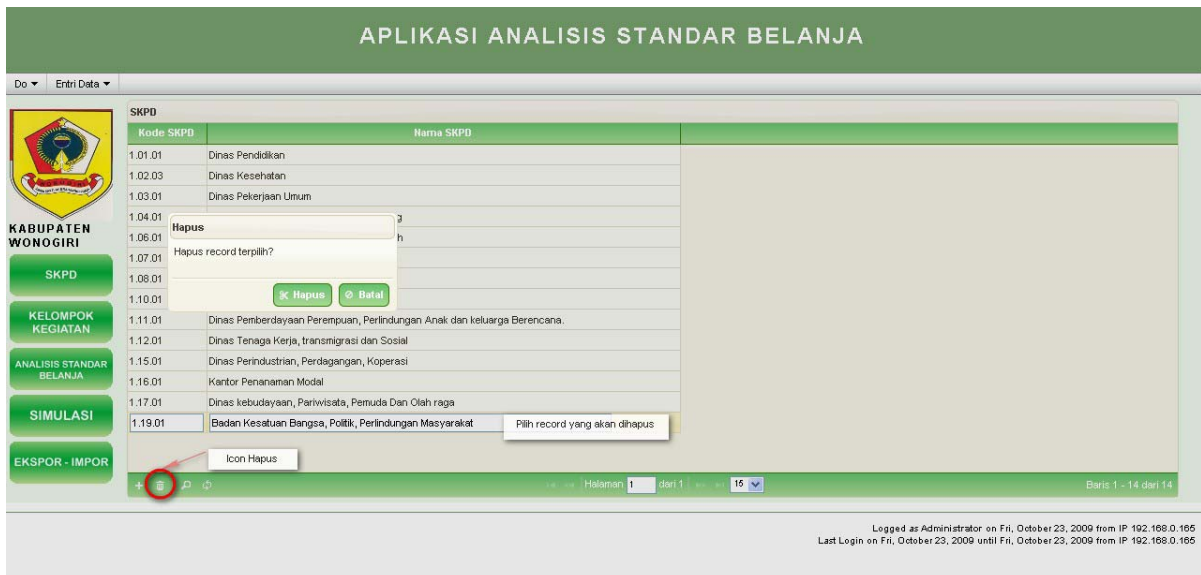 APLIKASI ANALISIS STANDAR BELANJA
Do Entri Data
SKPD
Kode SKPD Nama SKPD
1.01.01 Dinas Pendidikan
1.02.03 Dinas Kesehatan
1.03.01 Dinas Pekerjaan Umum
1.04.01 g
1.06.01 h
1.07.01
1.08.01
1.10.01
Hapus
Hapus record terpilih?
Hapus Batal
1.11.01 Dinas Pemberdayaan Perempuan, Perlindungan Anak dan keluarga Berencana.
1.12.01 Dinas Tenaga Kerja, transmigrasi dan Sosial
1.15.01 Dinas Perindustrian, Perdagangan, Koperasi
1.16.01 Kantor Penanaman Modal
1.17.01 Dinas kebudayaan, Pariwisata, Pemuda Dan Olah raga
1.19.01 Badan Kesatuan Bangsa, Politik, Perlindungan Masyarakat
Pilih record yang akan dihapus
Icon Hapus
Halaman 1 dari 1 15
Baris 1 - 14 dari 14
WONOGIRI
KABUPATEN
WONOGIRI
SKPD
KELOMPOK
KEGIATAN
ANALISIS STANDAR
BELANJA
SIMULASI
EKSPOR - IMPOR
Logged as Administrator on Fri, October 23, 2009 from IP 192.168.0.165
Last Login on Fri, October 23, 2009 until Fri, October 23, 2009 from IP 192.168.0.165